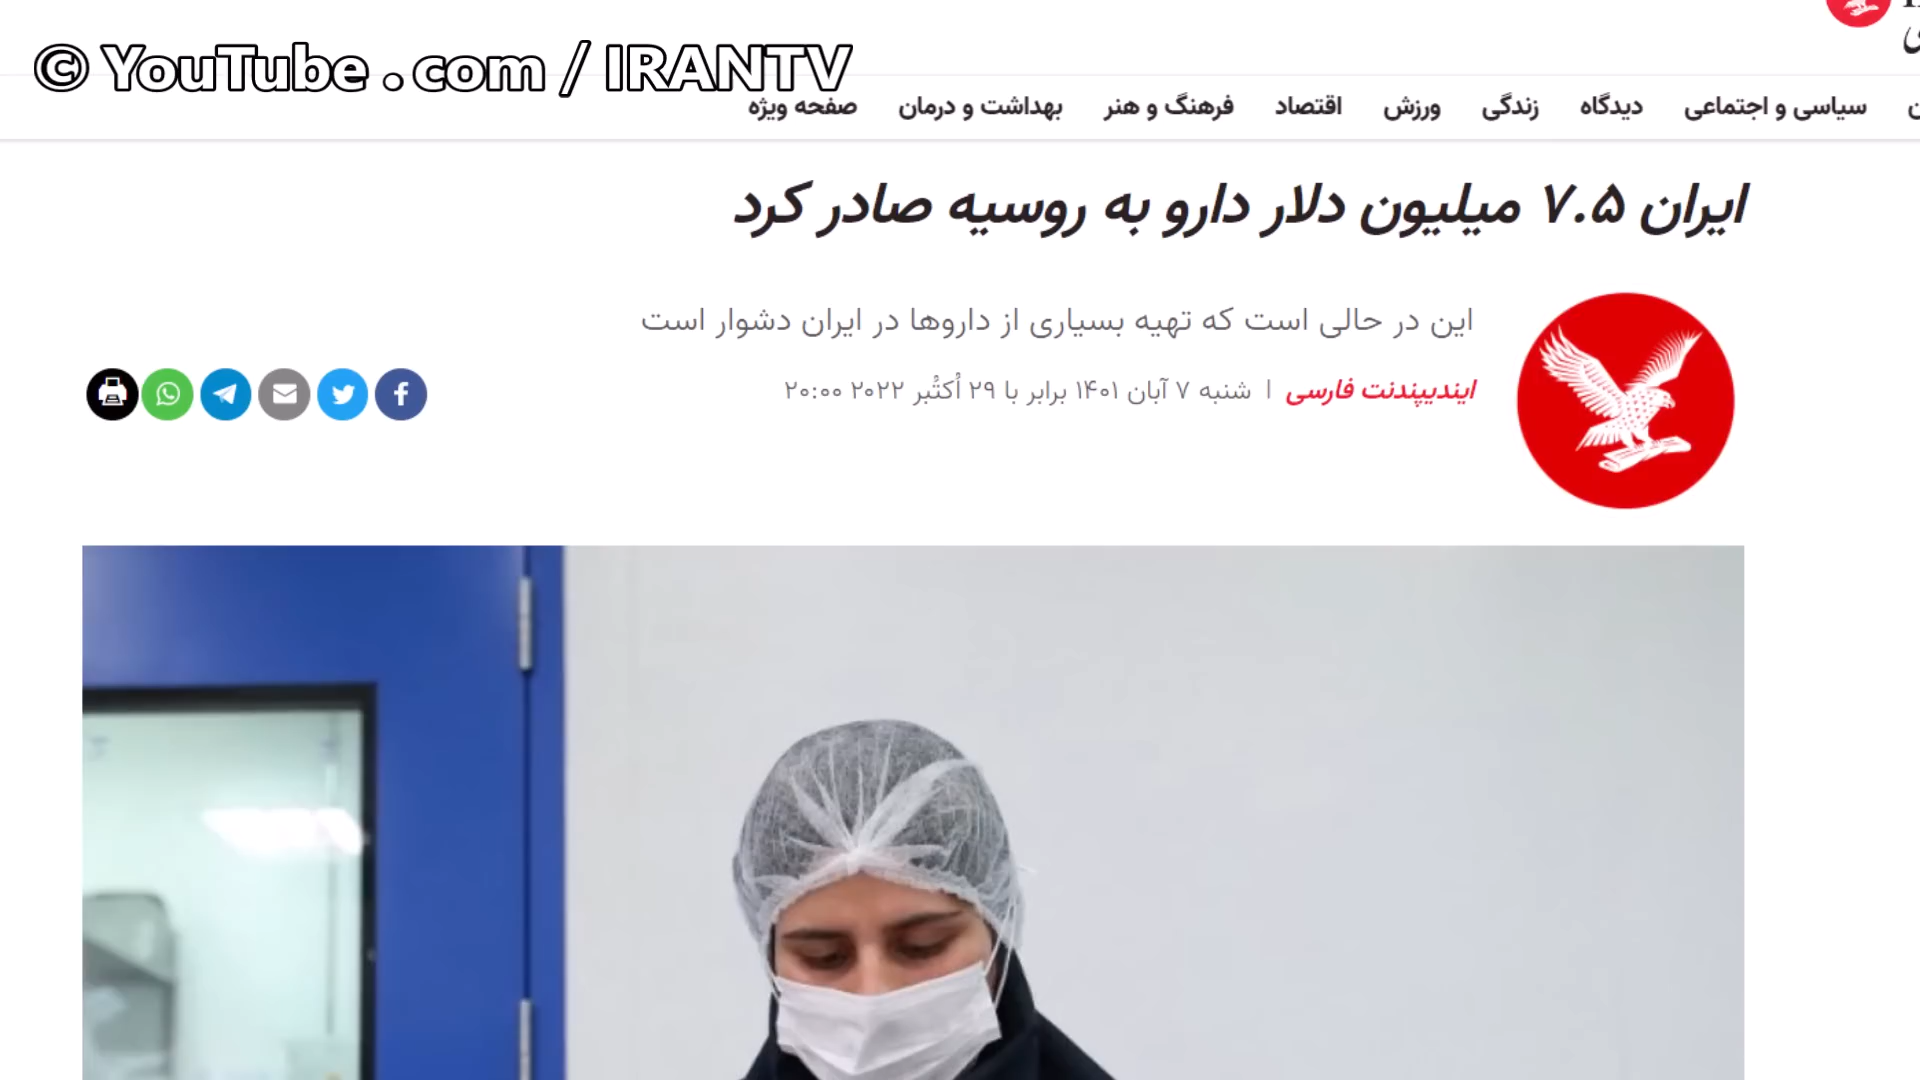 © YouTube . com / IRANTV
سیاسی و اجتماعی دیدگاه زندگی ورزش اقتصاد فرهنگ و هنر بهداشت و درمان صفحه ویژه
ایران ۷.۵ میلیون دلار دارو به روسیه صادر کرد
این در حالی است که تهیه بسیاری از داروها در ایران دشوار است
ایندیپندنت فارسی | شنبه ۷ آبان ۱۴۰۱ برابر با ۲۹ اُکتُبر ۲۰۲۲ ۲۰:۰۰